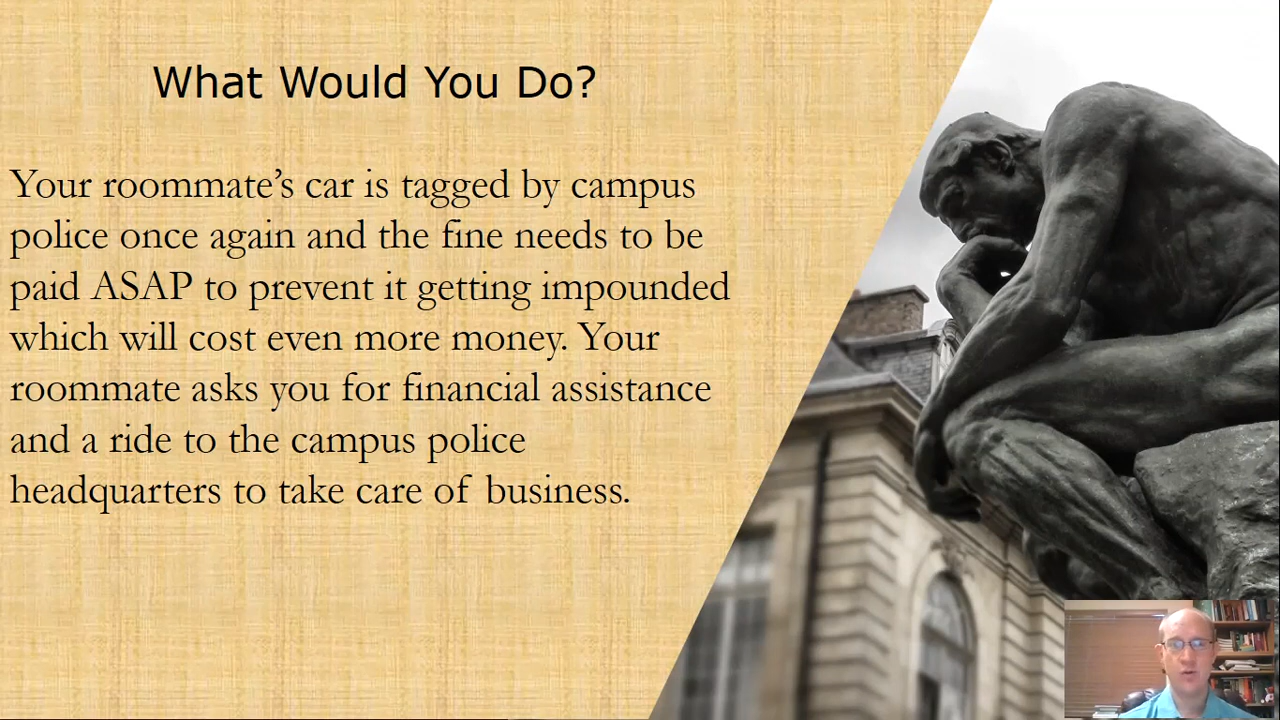 What Would You Do?
Your roommate’s car is tagged by campus
police once again and the fine needs to be
paid ASAP to prevent it getting impounded
which will cost even more money. Your
roommate asks you for financial assistance
and a ride to the campus police
headquarters to take care of business.